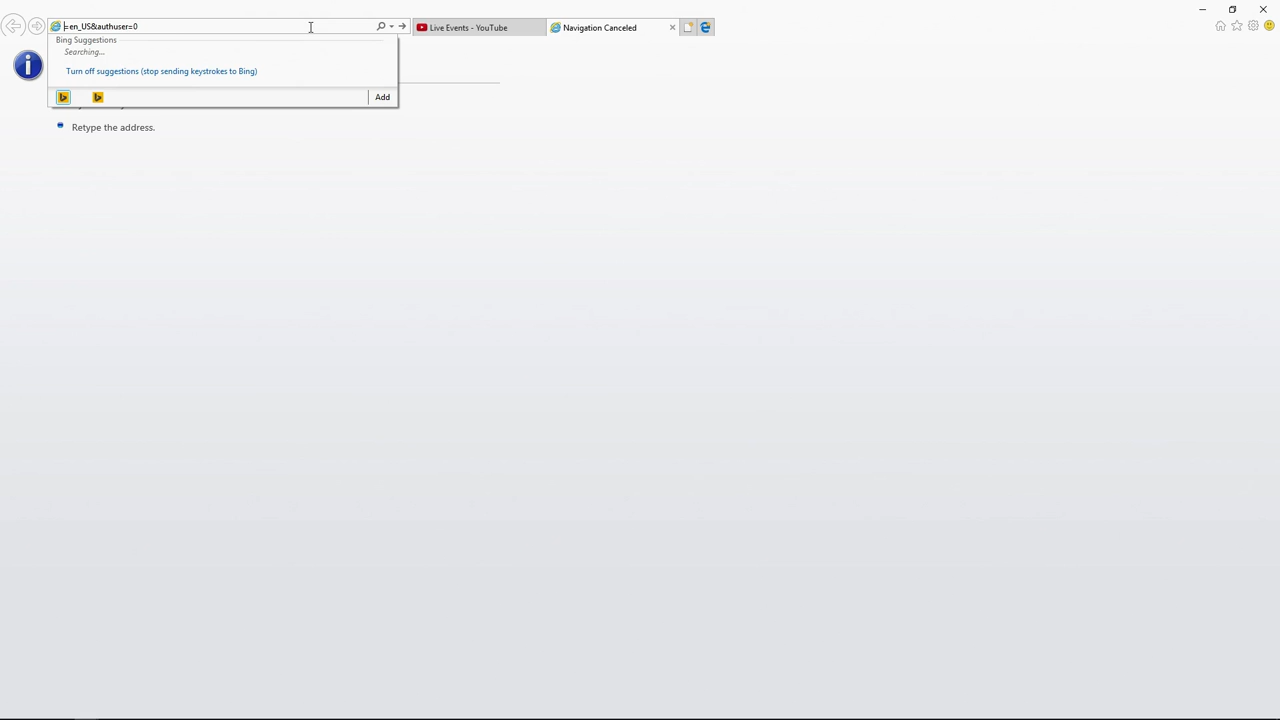 =en_US&authuser=0
Live Events - YouTube
Navigation Canceled
Bing Suggestions
Searching...
Turn off suggestions (stop sending keystrokes to Bing)
Add
Retype the address.